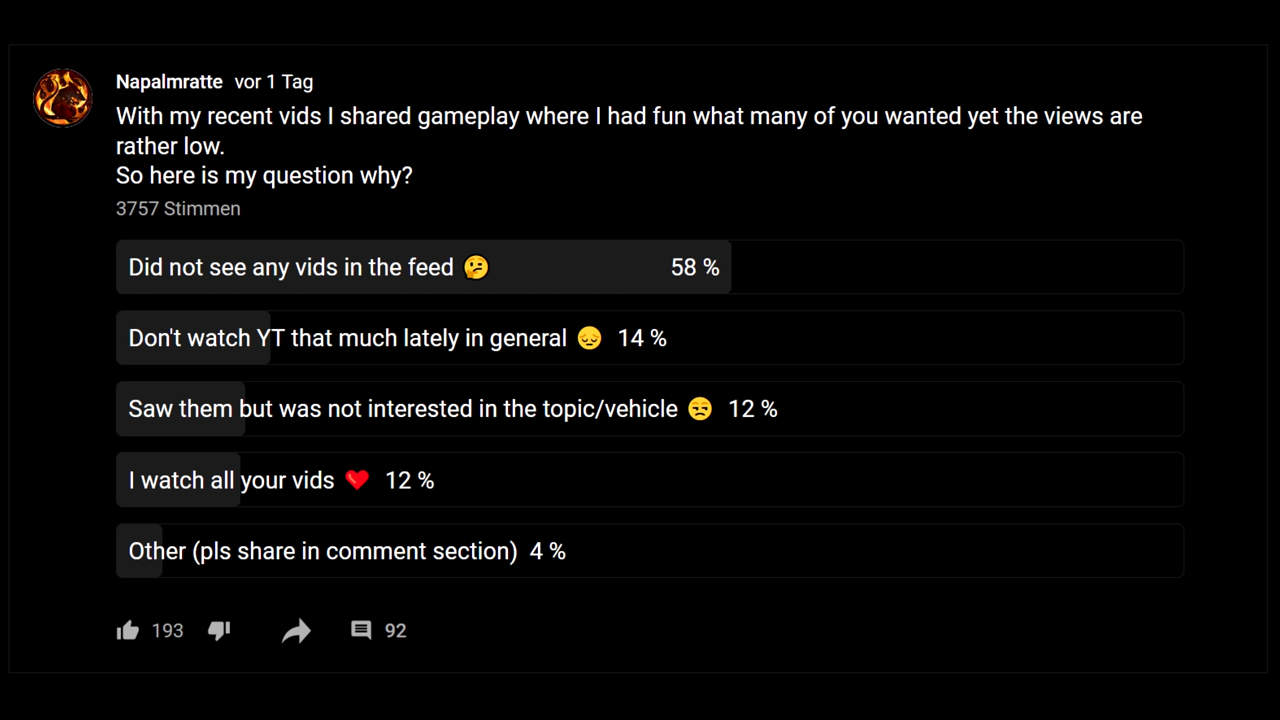 Napalmratte vor 1 Tag
With my recent vids I shared gameplay where I had fun what many of you wanted yet the views are
rather low.
So here is my question why?
3757 Stimmen
Did not see any vids in the feed 🤔 58 %
Don't watch YT that much lately in general 😔 14 %
Saw them but was not interested in the topic/vehicle 😒 12 %
I watch all your vids ❤️ 12 %
Other (pls share in comment section) 4 %
193 92